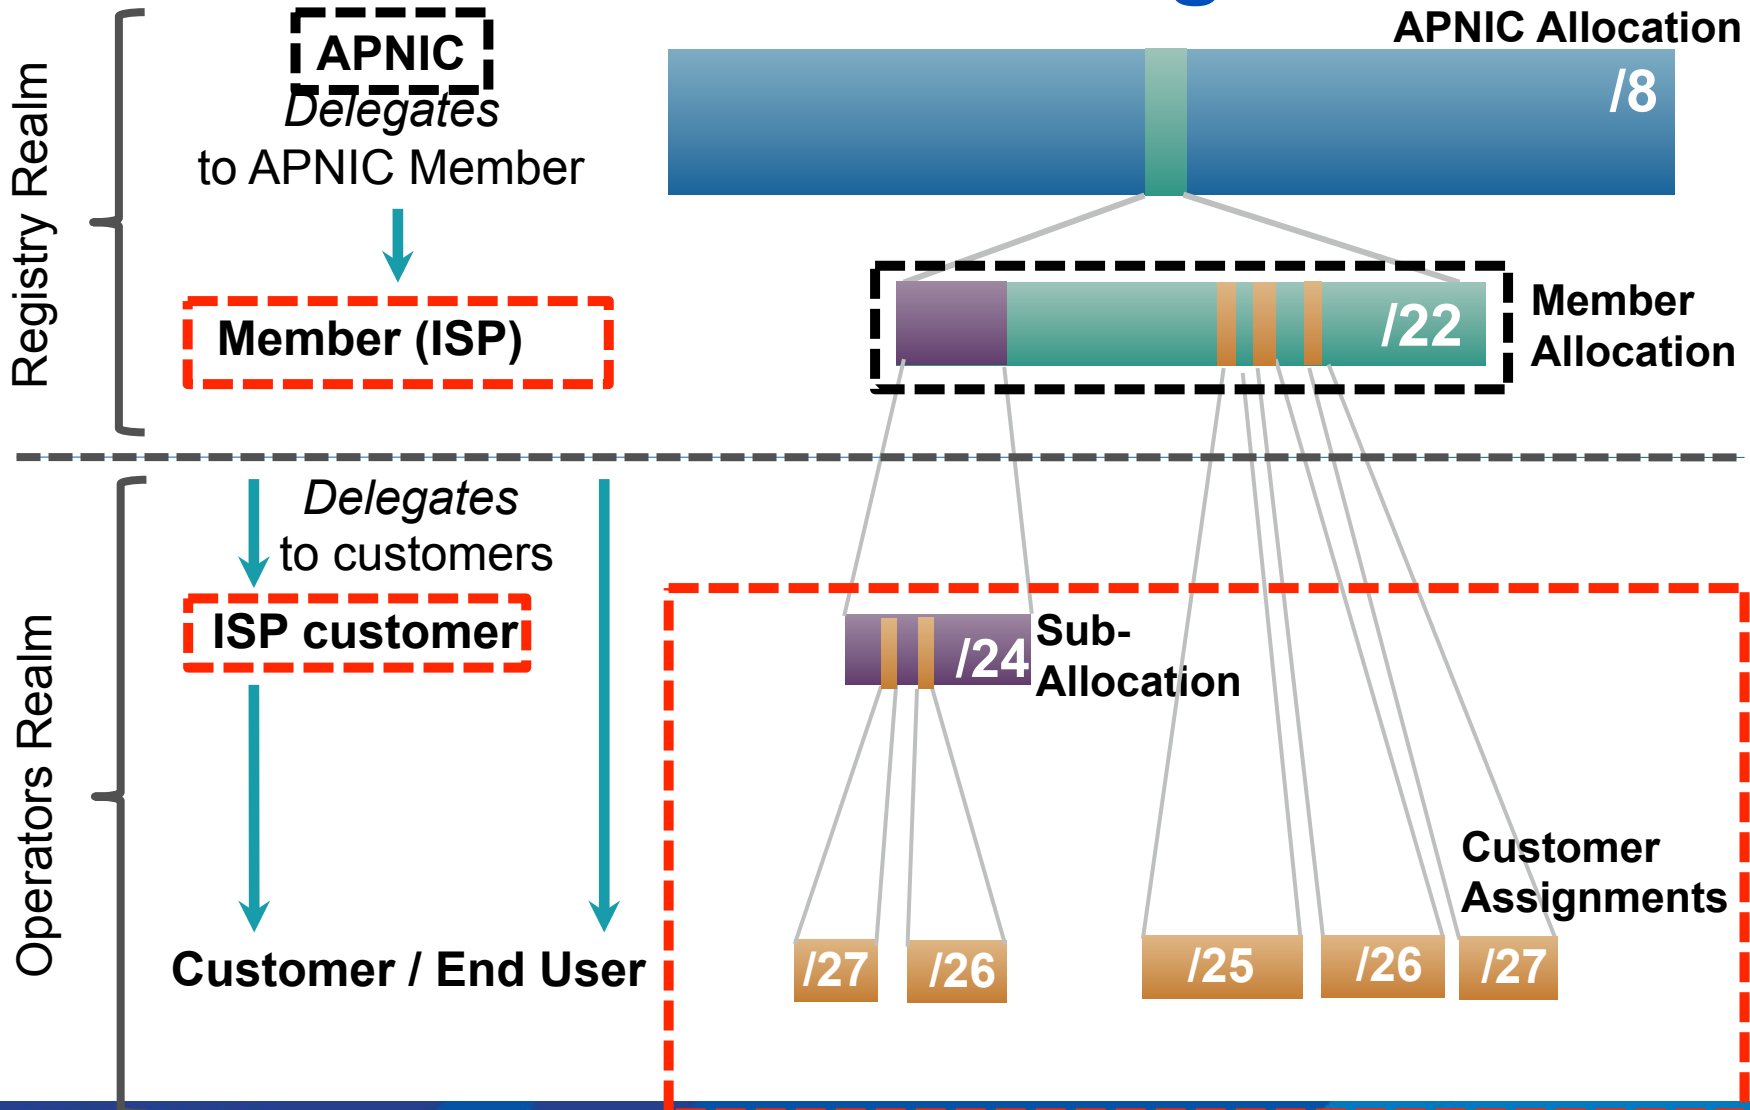 APNIC Allocation
/8
APNIC
Delegates
to APNIC Member
Registry Realm
Member (ISP)
/22
Member
Allocation
Delegates
to customers
ISP customer
/24
Sub-
Allocation
Operators Realm
Customer
Assignments
Customer / End User
/27
/26
/25
/26
/27